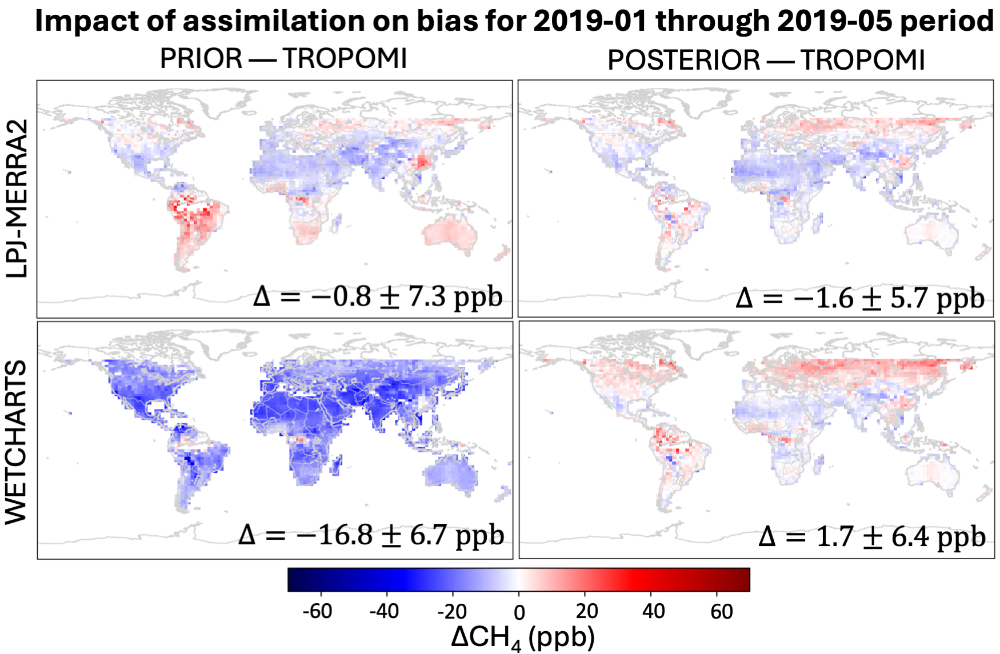 Impact of assimilation on bias for 2019-01 through 2019-05 period
PRIOR — TROPOMI
POSTERIOR — TROPOMI
LPJ-MERRA2
Δ = −0.8 ± 7.3 ppb
Δ = −1.6 ± 5.7 ppb
WETCHARTS
Δ = −16.8 ± 6.7 ppb
Δ = 1.7 ± 6.4 ppb
-60 -40 -20 0 20 40 60
ΔCH₄ (ppb)